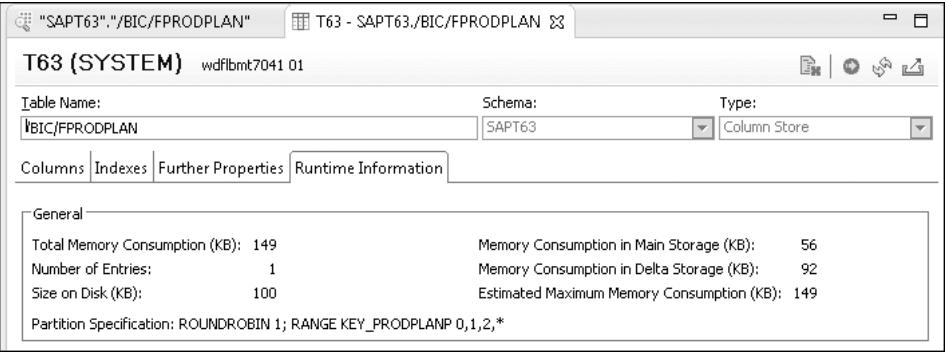 "SAPT63"."/BIC/FPRODPLAN"
T63 - SAPT63./BIC/FPRODPLAN
T63 (SYSTEM) wdflbmt7041 01
Table Name: Schema: Type:
/BIC/FPRODPLAN SAPT63 Column Store
Columns Indexes Further Properties Runtime Information
General
Total Memory Consumption (KB): 149 Memory Consumption in Main Storage (KB): 56
Number of Entries: 1 Memory Consumption in Delta Storage (KB): 92
Size on Disk (KB): 100 Estimated Maximum Memory Consumption (KB): 149
Partition Specification: ROUNDROBIN 1; RANGE KEY_PRODPLANP 0,1,2,*